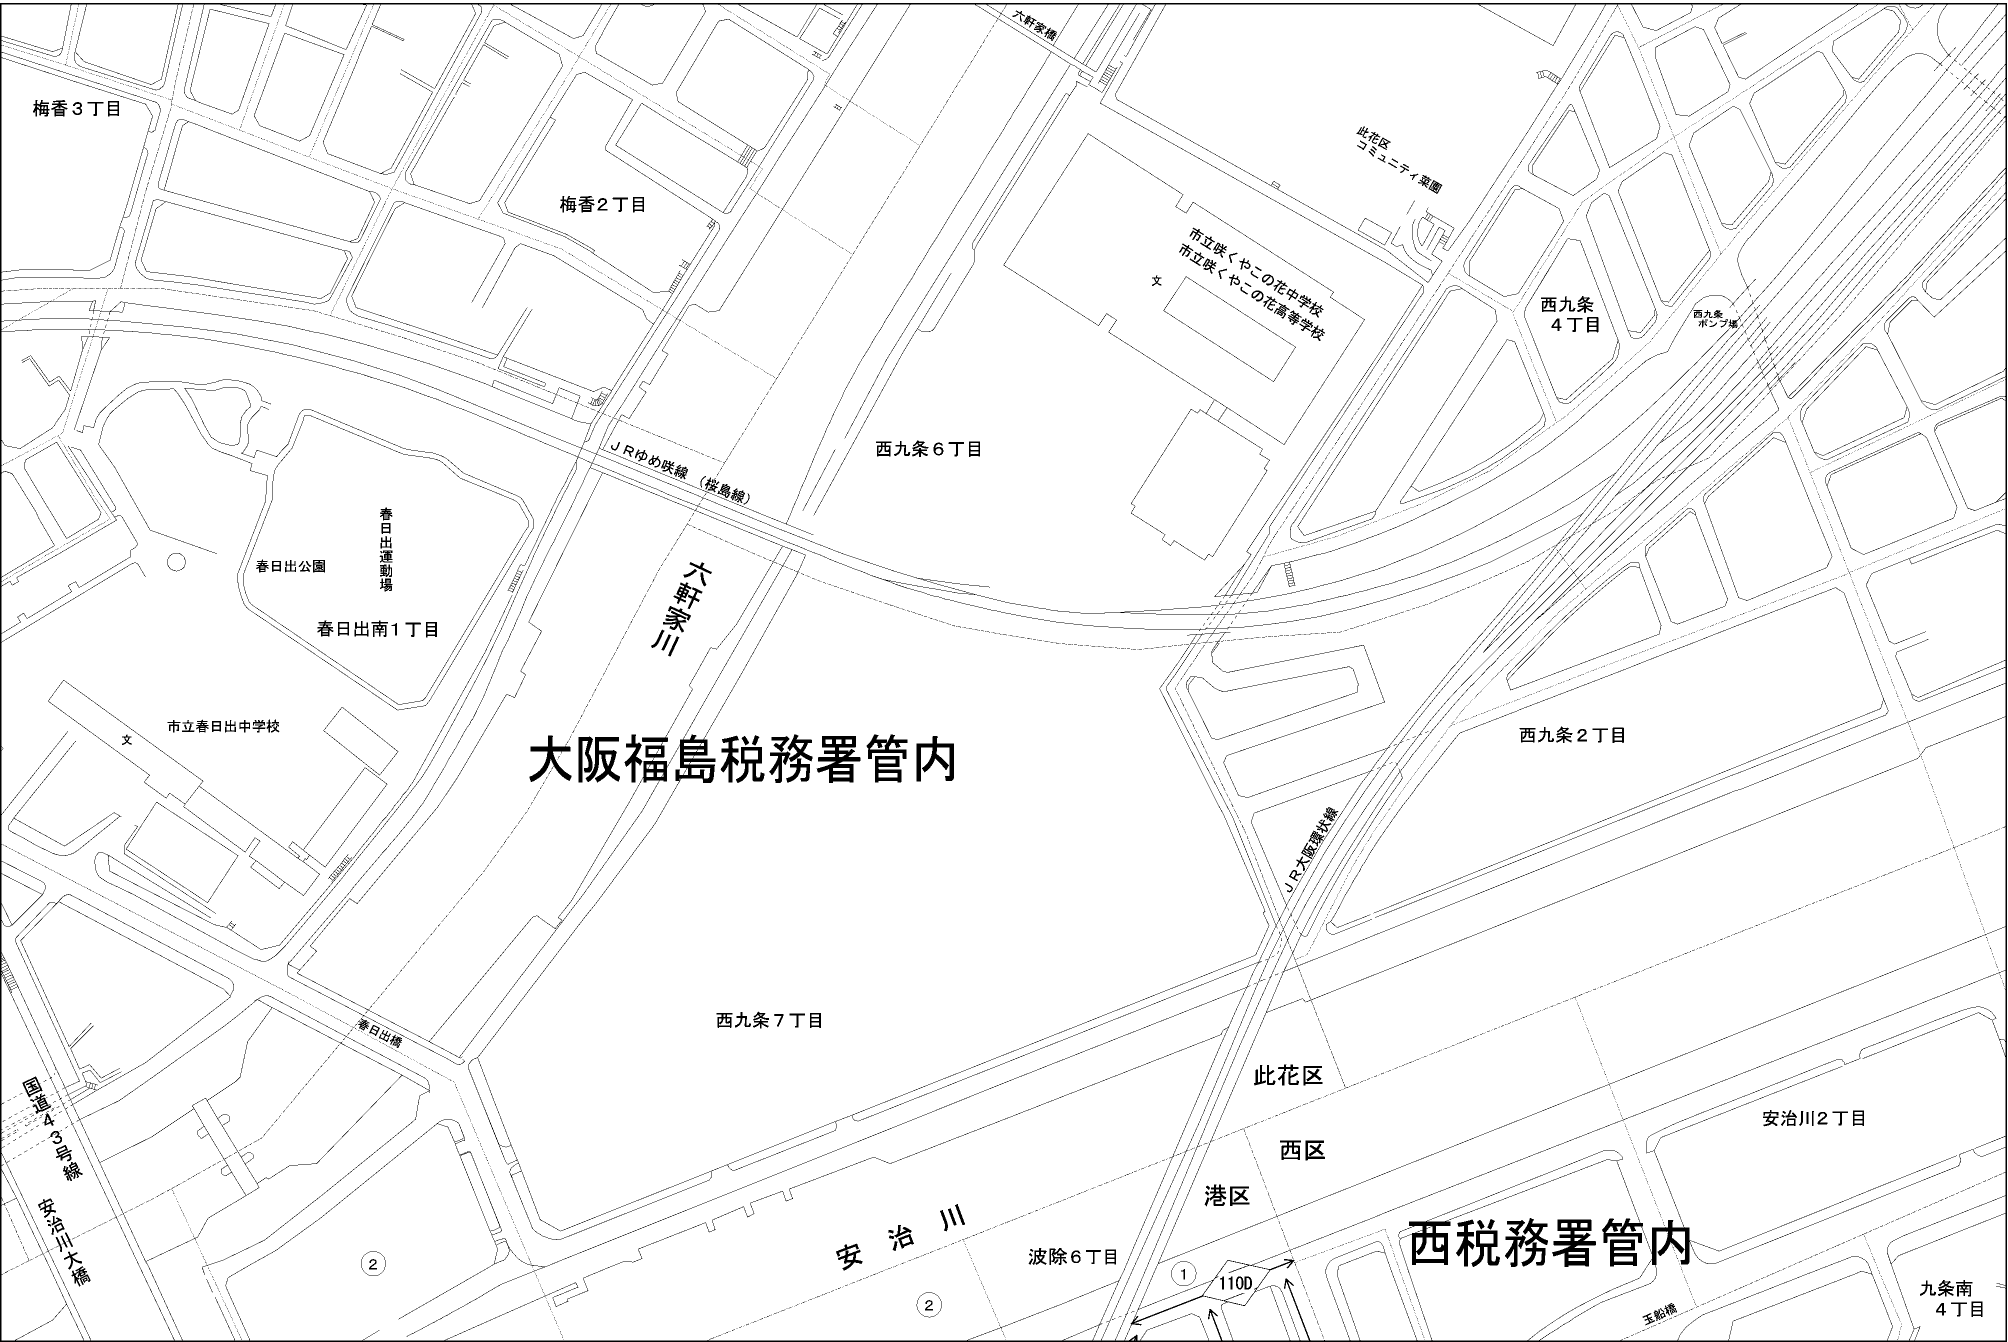 六軒家橋
梅香３丁目
此花区
コミュニティ菜園
梅香２丁目
市立咲くやこの花中学校
市立咲くやこの花高等学校
文
西九条
４丁目
西九条
ポンプ場
西九条６丁目
ＪＲゆめ咲線（桜島線）
春日出運動場
春日出公園
六軒家川
春日出南１丁目
市立春日出中学校
文
大阪福島税務署管内
西九条２丁目
ＪＲ大阪環状線
西九条７丁目
春日出橋
此花区
国道４３号線
安治川２丁目
西区
港区
安治川大橋
安治川
西税務署管内
波除６丁目
②
①
110D
②
九条南
４丁目
玉船橋